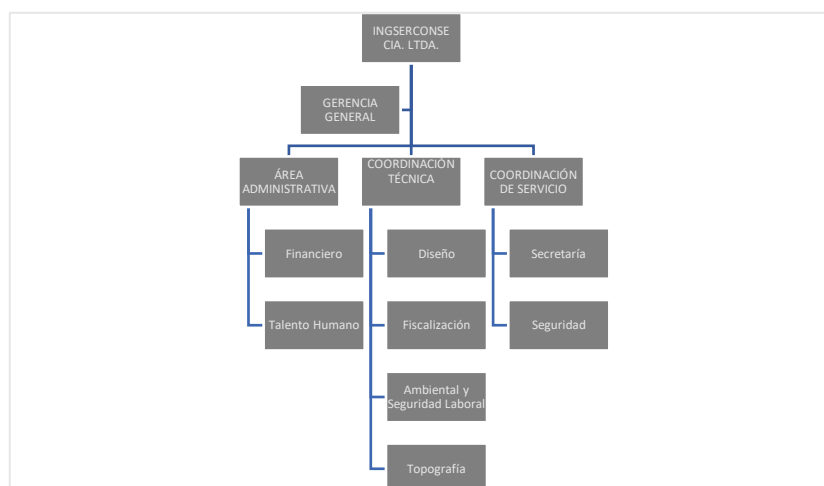 INGSERCONSE
CIA. LTDA.
GERENCIA
GENERAL
ÁREA
ADMINISTRATIVA
COORDINACIÓN
TÉCNICA
COORDINACIÓN
DE SERVICIO
Financiero
Talento Humano
Diseño
Fiscalización
Ambiental y
Seguridad Laboral
Topografía
Secretaría
Seguridad